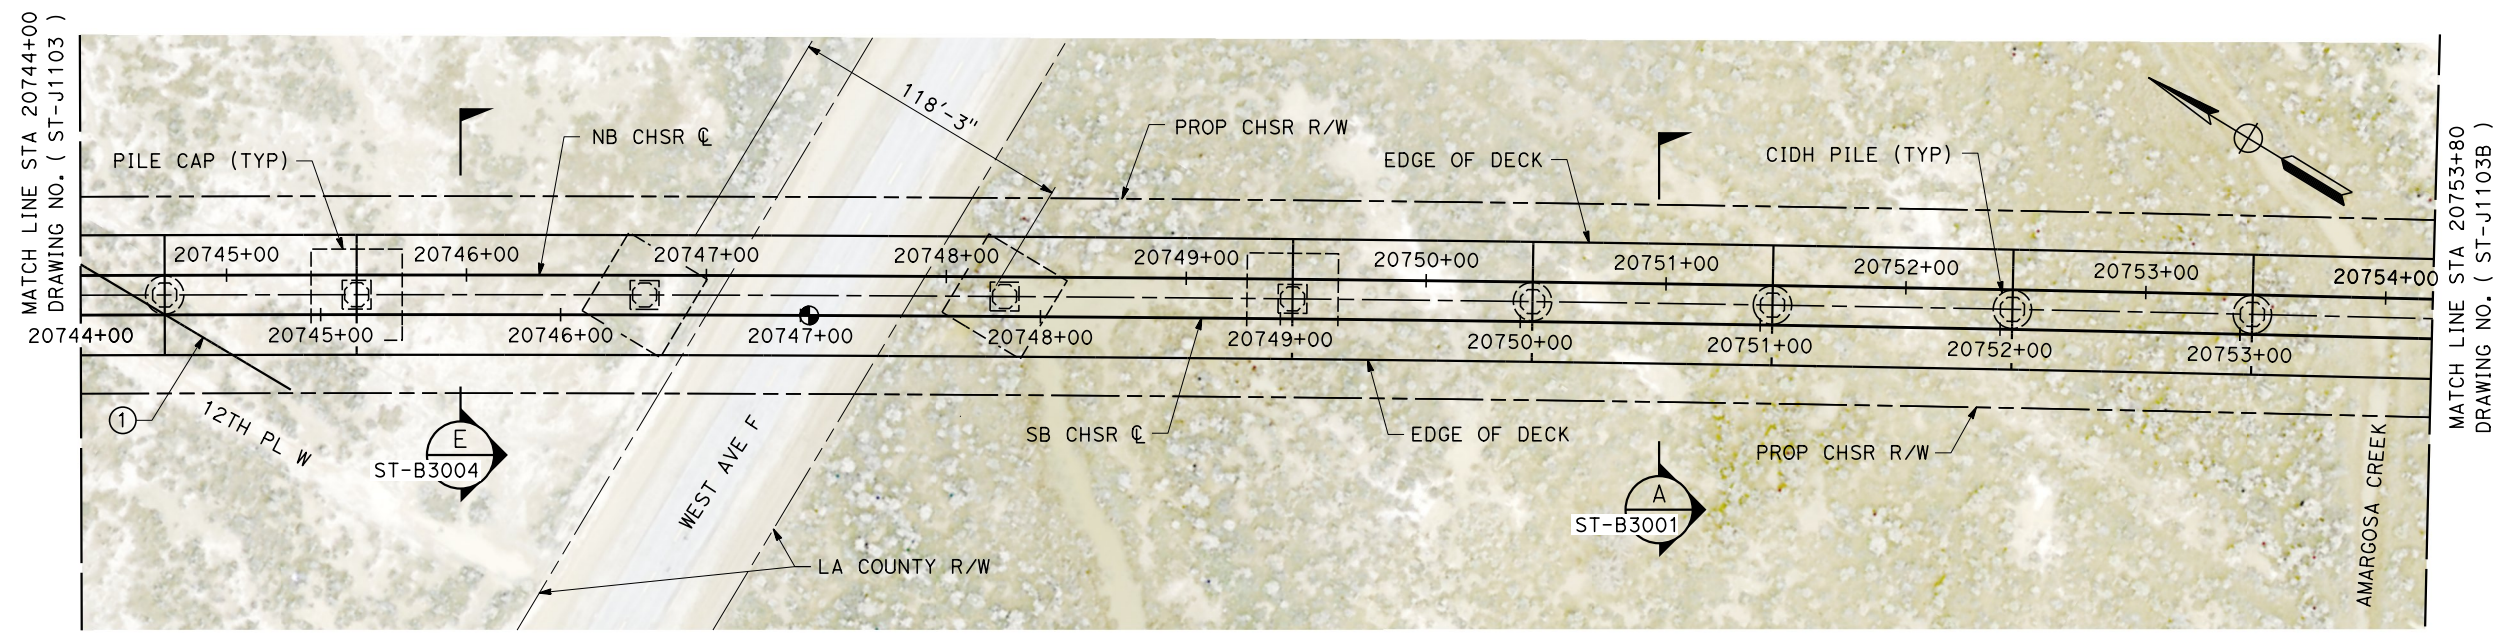 MATCH LINE STA 20744+00
DRAWING NO. ( ST-J1103 )
118'-3"
NB CHSR ℄
PROP CHSR R/W
PILE CAP (TYP)
EDGE OF DECK
CIDH PILE (TYP)
20745+00
20746+00
20747+00
20748+00
20749+00
20750+00
20751+00
20752+00
20753+00
20754+00
20744+00
20745+00
20746+00
20747+00
20748+00
20749+00
20750+00
20751+00
20752+00
20753+00
1
12TH PL W
E
ST-B3004
WEST AVE F
SB CHSR ℄
EDGE OF DECK
PROP CHSR R/W
A
ST-B3001
LA COUNTY R/W
AMARGOSA CREEK
MATCH LINE STA 20753+80
DRAWING NO. ( ST-J1103B )